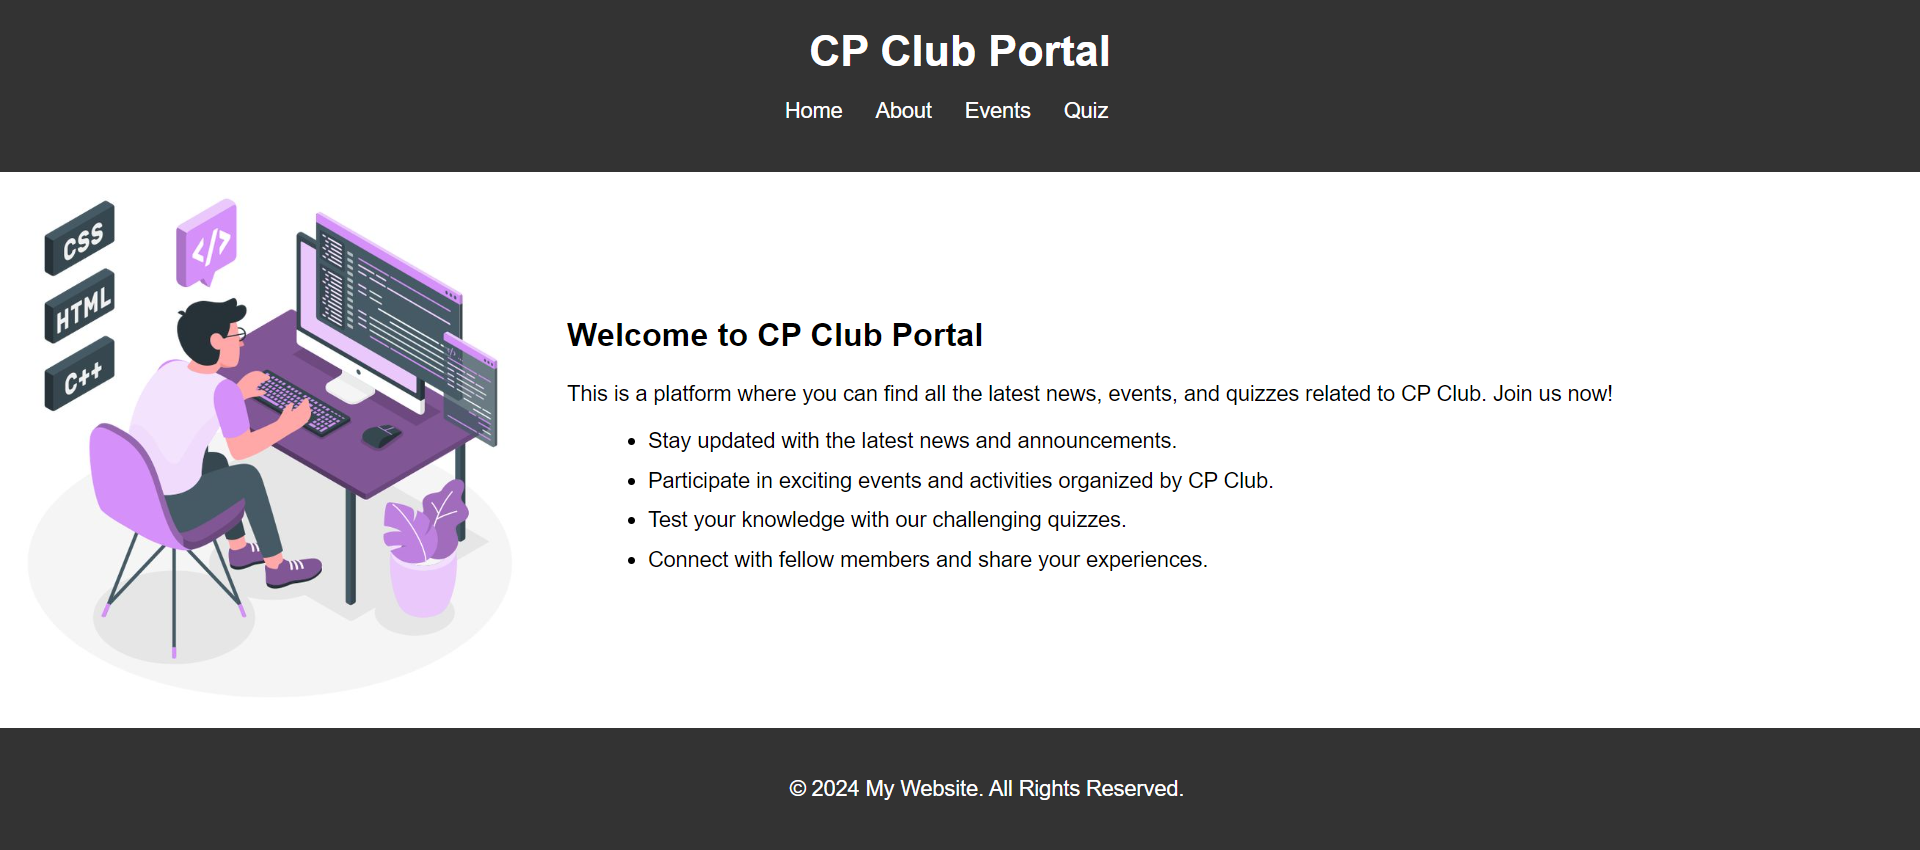 CP Club Portal
Home About Events Quiz
CSS
</>
HTML
C++
Welcome to CP Club Portal
This is a platform where you can find all the latest news, events, and quizzes related to CP Club. Join us now!
Stay updated with the latest news and announcements.
Participate in exciting events and activities organized by CP Club.
Test your knowledge with our challenging quizzes.
Connect with fellow members and share your experiences.
© 2024 My Website. All Rights Reserved.